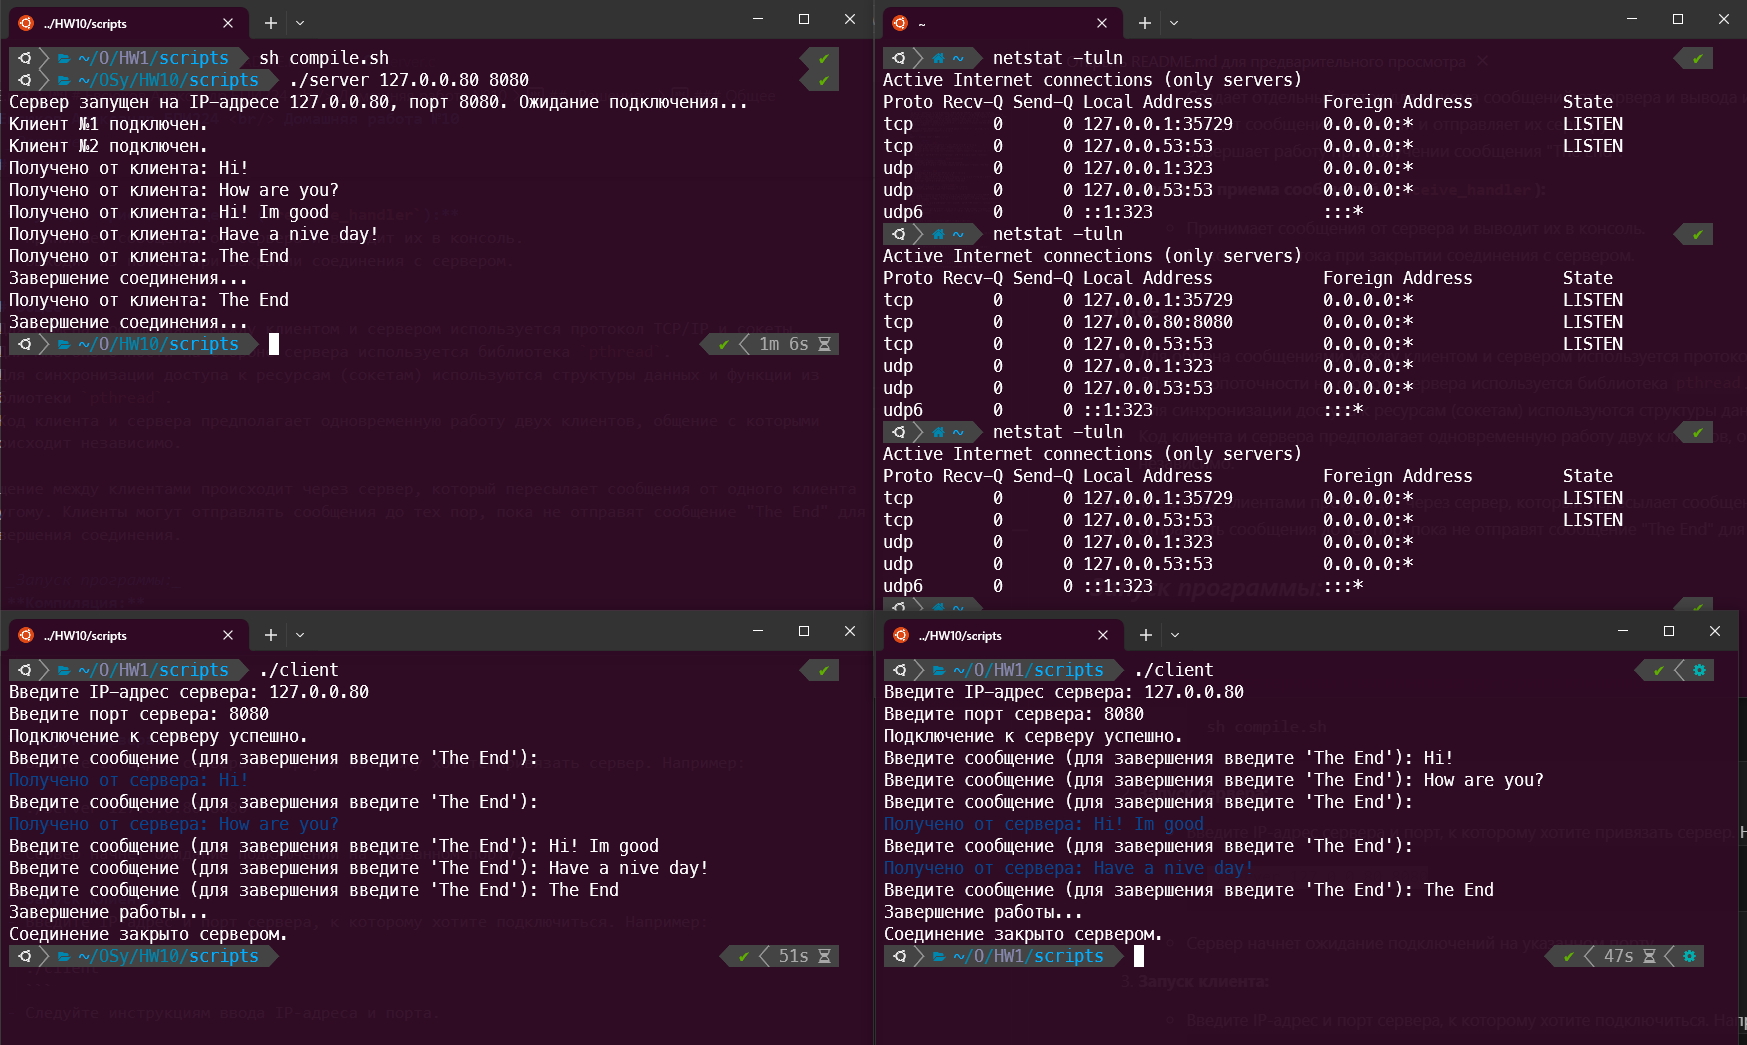 ../HW10/scripts
~/O/HW1/scripts sh compile.sh
~/OSy/HW10/scripts ./server 127.0.0.80 8080
Сервер запущен на IP-адресе 127.0.0.80, порт 8080. Ожидание подключения...
Клиент №1 подключен.
Клиент №2 подключен.
Получено от клиента: Hi!
Получено от клиента: How are you?
Получено от клиента: Hi! Im good
Получено от клиента: Have a nive day!
Получено от клиента: The End
Завершение соединения...
Получено от клиента: The End
Завершение соединения...
~/O/HW10/scripts 1m 6s
~
~ netstat -tuln
Active Internet connections (only servers)
Proto Recv-Q Send-Q Local Address Foreign Address State
tcp 0 0 127.0.0.1:35729 0.0.0.0:* LISTEN
tcp 0 0 127.0.0.53:53 0.0.0.0:* LISTEN
udp 0 0 127.0.0.1:323 0.0.0.0:*
udp 0 0 127.0.0.53:53 0.0.0.0:*
udp6 0 0 ::1:323 :::*
~ netstat -tuln
Active Internet connections (only servers)
Proto Recv-Q Send-Q Local Address Foreign Address State
tcp 0 0 127.0.0.1:35729 0.0.0.0:* LISTEN
tcp 0 0 127.0.0.80:8080 0.0.0.0:* LISTEN
tcp 0 0 127.0.0.53:53 0.0.0.0:* LISTEN
udp 0 0 127.0.0.1:323 0.0.0.0:*
udp 0 0 127.0.0.53:53 0.0.0.0:*
udp6 0 0 ::1:323 :::*
~ netstat -tuln
Active Internet connections (only servers)
Proto Recv-Q Send-Q Local Address Foreign Address State
tcp 0 0 127.0.0.1:35729 0.0.0.0:* LISTEN
tcp 0 0 127.0.0.53:53 0.0.0.0:* LISTEN
udp 0 0 127.0.0.1:323 0.0.0.0:*
udp 0 0 127.0.0.53:53 0.0.0.0:*
udp6 0 0 ::1:323 :::*
~
../HW10/scripts
~/O/HW1/scripts ./client
Введите IP-адрес сервера: 127.0.0.80
Введите порт сервера: 8080
Подключение к серверу успешно.
Введите сообщение (для завершения введите 'The End'):
Получено от сервера: Hi!
Введите сообщение (для завершения введите 'The End'):
Получено от сервера: How are you?
Введите сообщение (для завершения введите 'The End'): Hi! Im good
Введите сообщение (для завершения введите 'The End'): Have a nive day!
Введите сообщение (для завершения введите 'The End'): The End
Завершение работы...
Соединение закрыто сервером.
~/OSy/HW10/scripts 51s
../HW10/scripts
~/O/HW1/scripts ./client
Введите IP-адрес сервера: 127.0.0.80
Введите порт сервера: 8080
Подключение к серверу успешно.
Введите сообщение (для завершения введите 'The End'): Hi!
Введите сообщение (для завершения введите 'The End'): How are you?
Введите сообщение (для завершения введите 'The End'):
Получено от сервера: Hi! Im good
Введите сообщение (для завершения введите 'The End'):
Получено от сервера: Have a nive day!
Введите сообщение (для завершения введите 'The End'): The End
Завершение работы...
Соединение закрыто сервером.
~/O/HW1/scripts 47s